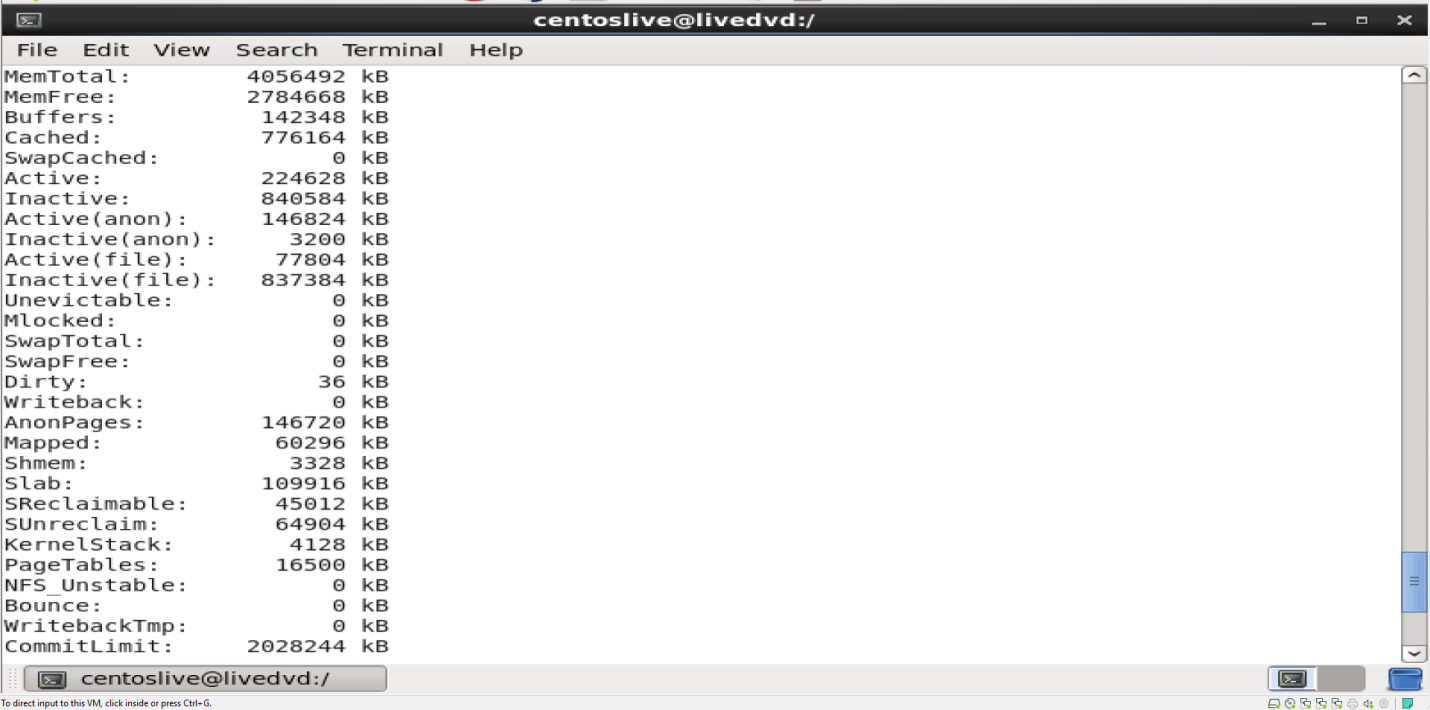 centoslive@livedvd:/
File Edit View Search Terminal Help
MemTotal: 4056492 kB
MemFree: 2784668 kB
Buffers: 142348 kB
Cached: 776164 kB
SwapCached: 0 kB
Active: 224628 kB
Inactive: 840584 kB
Active(anon): 146824 kB
Inactive(anon): 3200 kB
Active(file): 77804 kB
Inactive(file): 837384 kB
Unevictable: 0 kB
Mlocked: 0 kB
SwapTotal: 0 kB
SwapFree: 0 kB
Dirty: 36 kB
Writeback: 0 kB
AnonPages: 146720 kB
Mapped: 60296 kB
Shmem: 3328 kB
Slab: 109916 kB
SReclaimable: 45012 kB
SUnreclaim: 64904 kB
KernelStack: 4128 kB
PageTables: 16500 kB
NFS_Unstable: 0 kB
Bounce: 0 kB
WritebackTmp: 0 kB
CommitLimit: 2028244 kB
centoslive@livedvd:/
To direct input to this VM, click inside or press Ctrl+G.